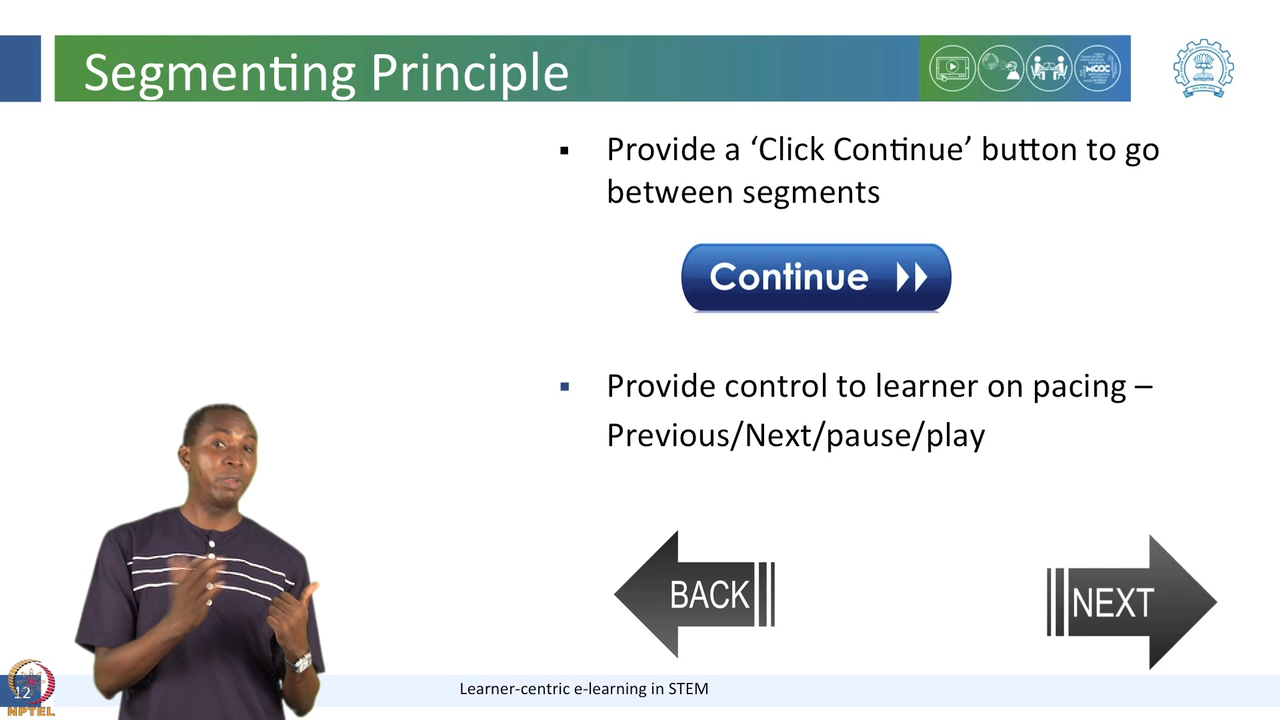 Segmenting Principle
MOOC
▪ Provide a ‘Click Continue’ button to go
between segments
Continue
▪ Provide control to learner on pacing –
Previous/Next/pause/play
BACK
NEXT
12
Learner-centric e-learning in STEM
NPTEL